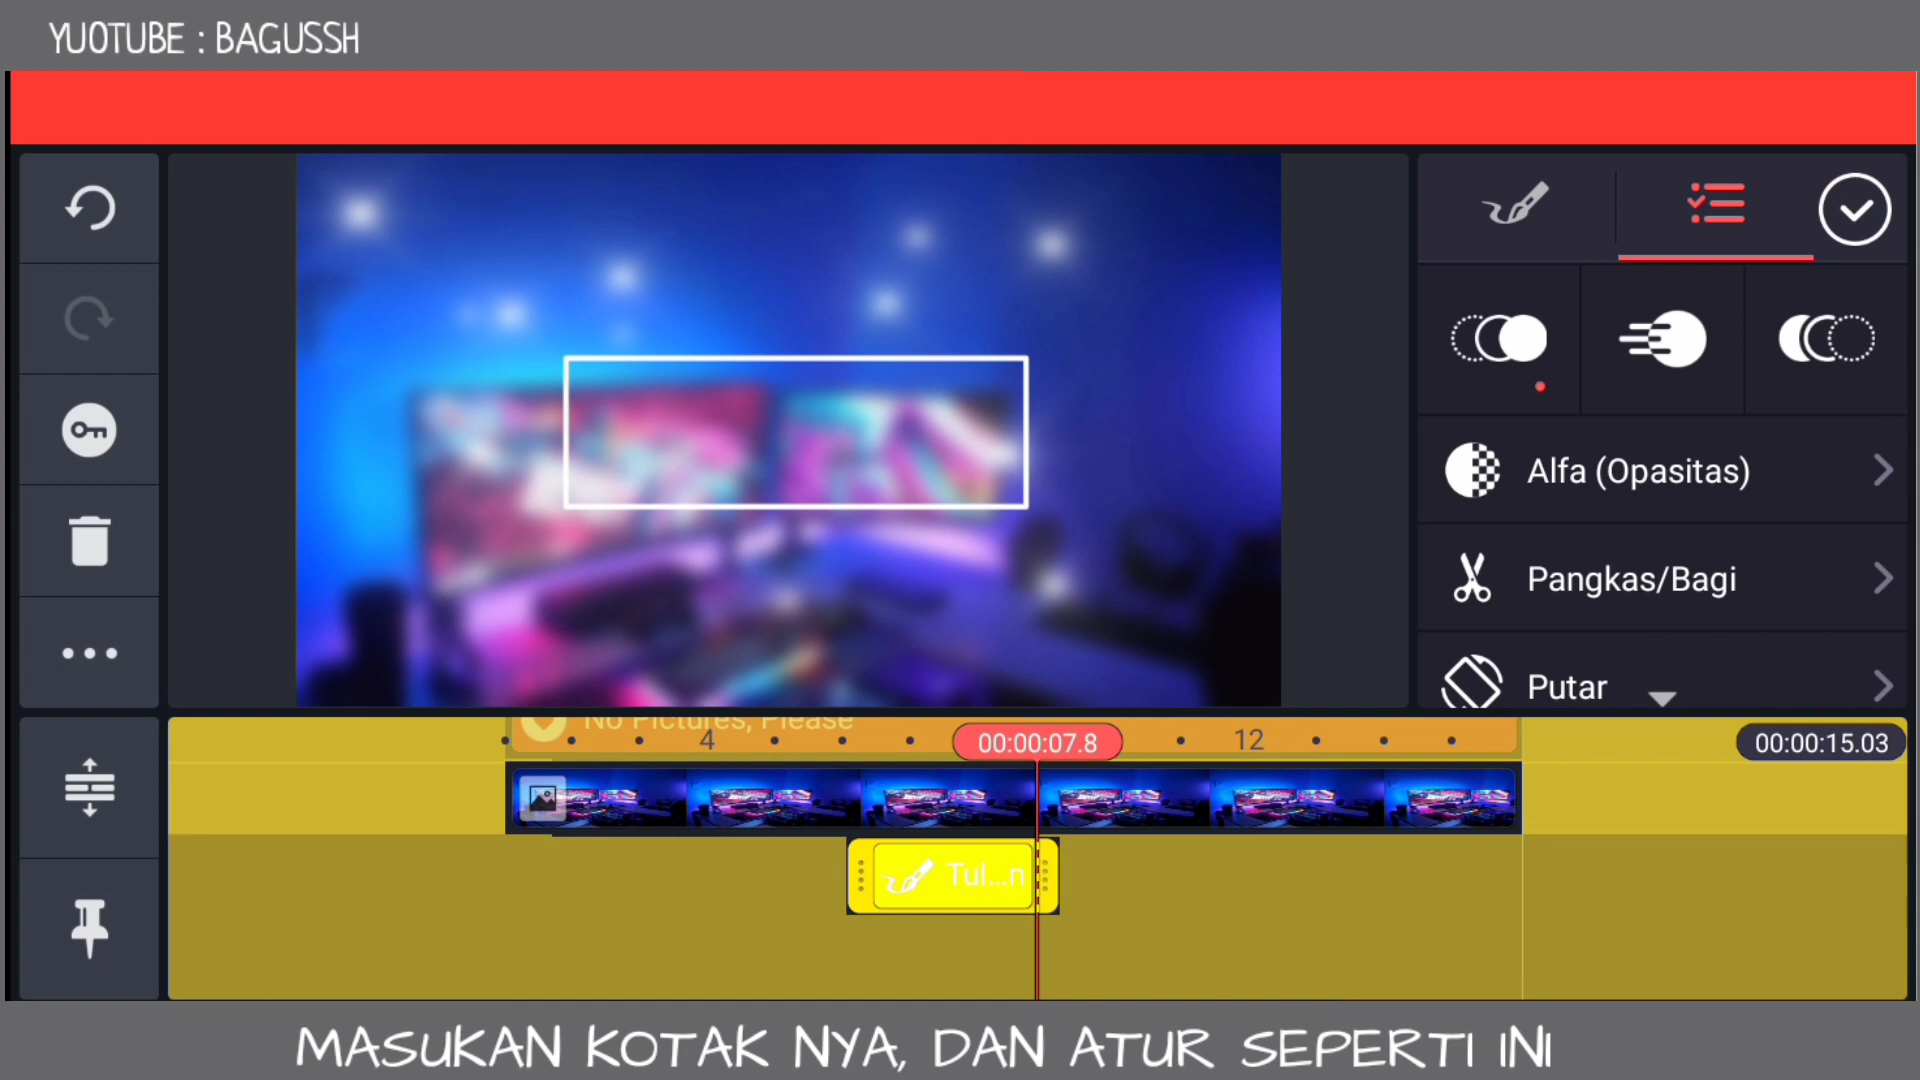 YUOTUBE : BAGUSSH
Alfa (Opasitas)
Pangkas/Bagi
Putar
No Pictures, Please
4
00:00:07.8
12
00:00:15.03
Tul...n
MASUKAN KOTAK NYA, DAN ATUR SEPERTI INI